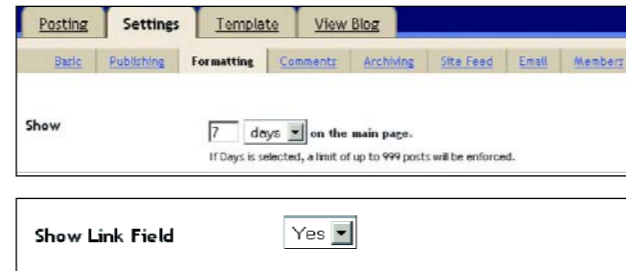 Posting Settings Template View Blog
Basic Publishing Formatting Comments Archiving Site Feed Email Members
Show 7 days on the main page.
If Days is selected, a limit of up to 999 posts will be enforced.
Show Link Field Yes